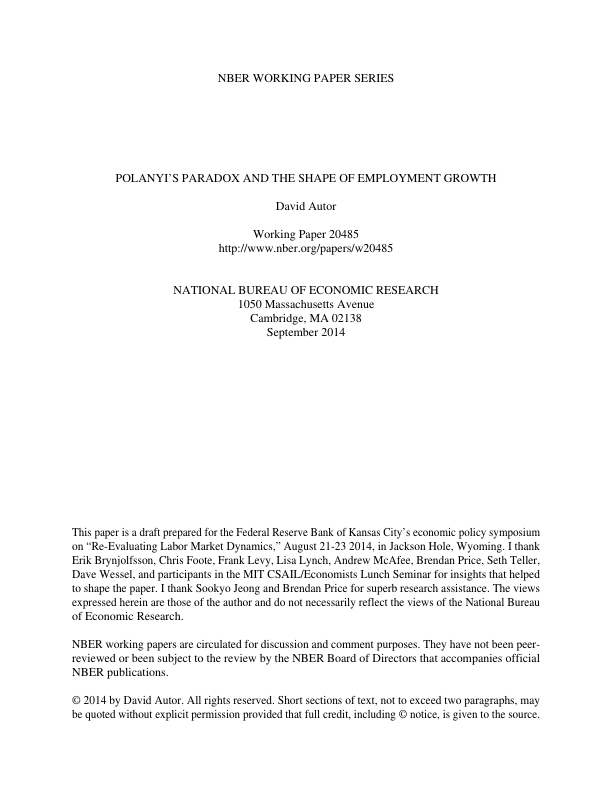 NBER WORKING PAPER SERIES
POLANYI'S PARADOX AND THE SHAPE OF EMPLOYMENT GROWTH
David Autor
Working Paper 20485
http://www.nber.org/papers/w20485
NATIONAL BUREAU OF ECONOMIC RESEARCH
1050 Massachusetts Avenue
Cambridge, MA 02138
September 2014
This paper is a draft prepared for the Federal Reserve Bank of Kansas City's economic policy symposium
on “Re-Evaluating Labor Market Dynamics,” August 21-23 2014, in Jackson Hole, Wyoming. I thank
Erik Brynjolfsson, Chris Foote, Frank Levy, Lisa Lynch, Andrew McAfee, Brendan Price, Seth Teller,
Dave Wessel, and participants in the MIT CSAIL/Economists Lunch Seminar for insights that helped
to shape the paper. I thank Sookyo Jeong and Brendan Price for superb research assistance. The views
expressed herein are those of the author and do not necessarily reflect the views of the National Bureau
of Economic Research.
NBER working papers are circulated for discussion and comment purposes. They have not been peer-
reviewed or been subject to the review by the NBER Board of Directors that accompanies official
NBER publications.
© 2014 by David Autor. All rights reserved. Short sections of text, not to exceed two paragraphs, may
be quoted without explicit permission provided that full credit, including © notice, is given to the source.